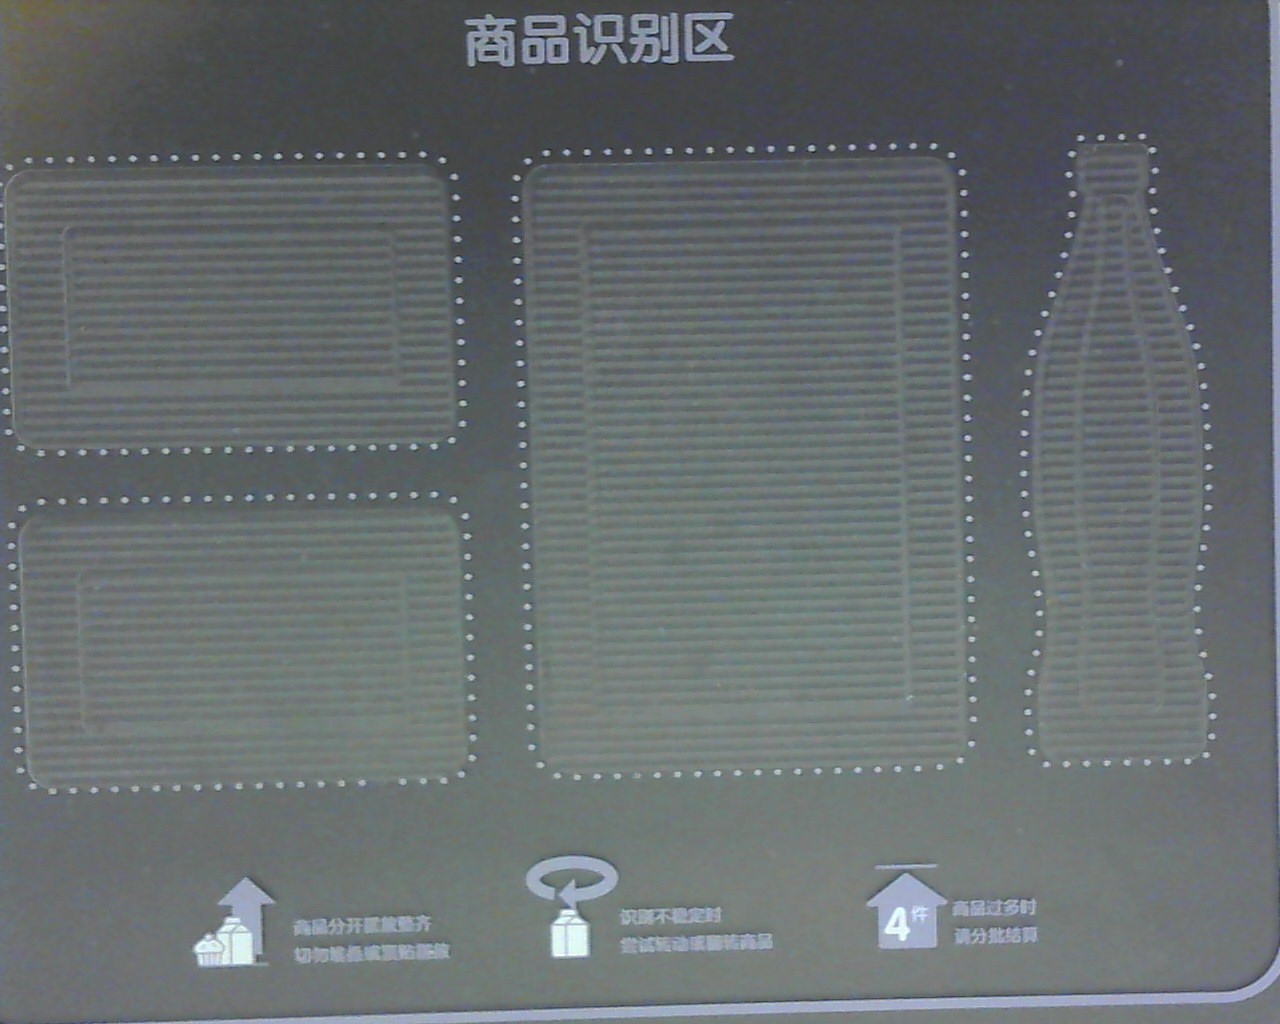 商品识别区
商品分开摆放整齐
切勿堆叠或紧贴摆放
识别不稳定时
尝试转动或翻转商品
4件
商品过多时
请分批结算